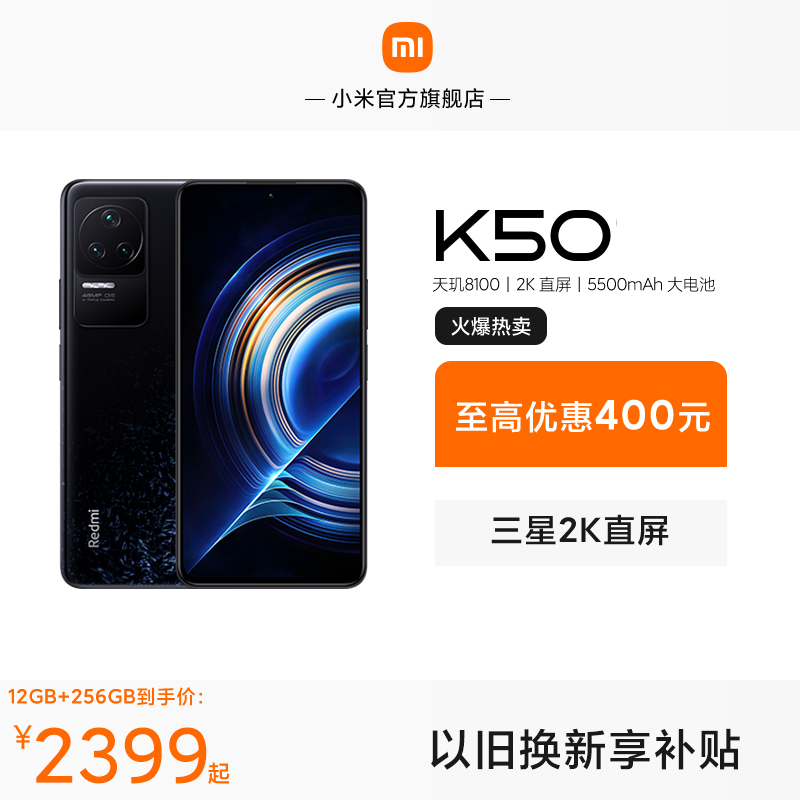 — 小米官方旗舰店 —
K50
天玑8100 | 2K 直屏 | 5500mAh 大电池
火爆热卖
至高优惠400元
三星2K直屏
48MP OIS
Redmi
12GB+256GB到手价:
¥2399起
以旧换新享补贴